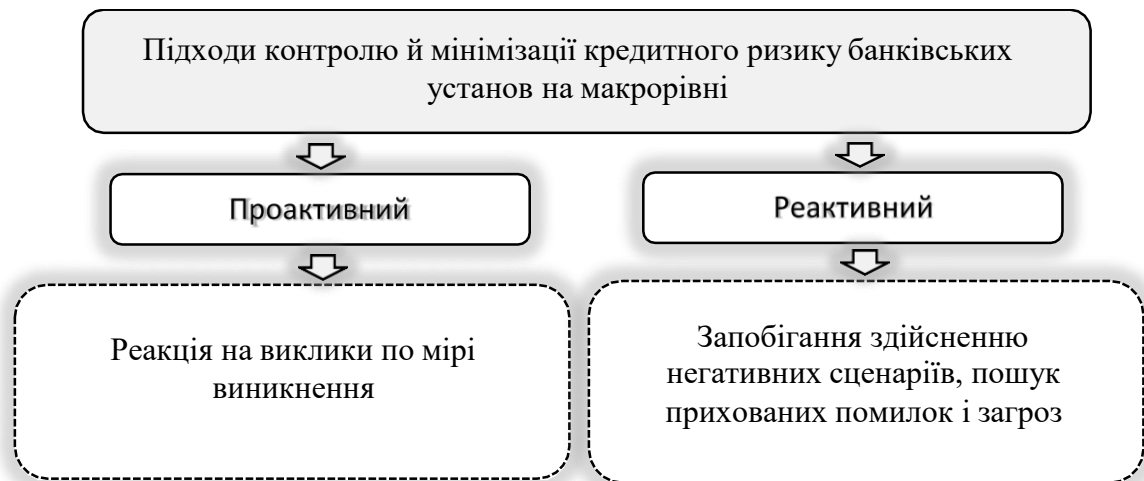 Підходи контролю й мінімізації кредитного ризику банківських
установ на макрорівні
Проактивний
Реактивний
Реакція на виклики по мірі
виникнення
Запобігання здійсненню
негативних сценаріїв, пошук
прихованих помилок і загроз